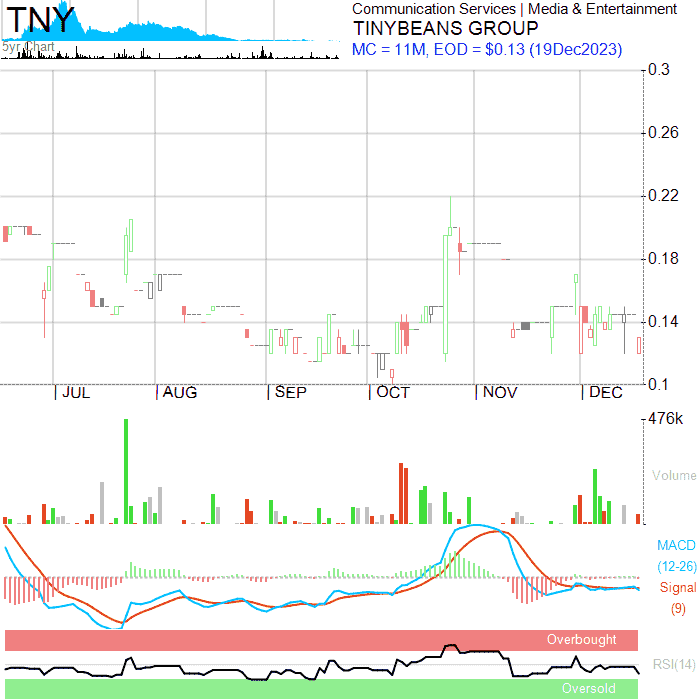 TNY
5yr Chart
Communication Services | Media & Entertainment
TINYBEANS GROUP
MC = 11M, EOD = $0.13 (19Dec2023)
0.3
0.26
0.22
0.18
0.14
0.1
JUL AUG SEP OCT NOV DEC
476k
Volume
MACD
(12-26)
Signal
(9)
Overbought
RSI(14)
Oversold